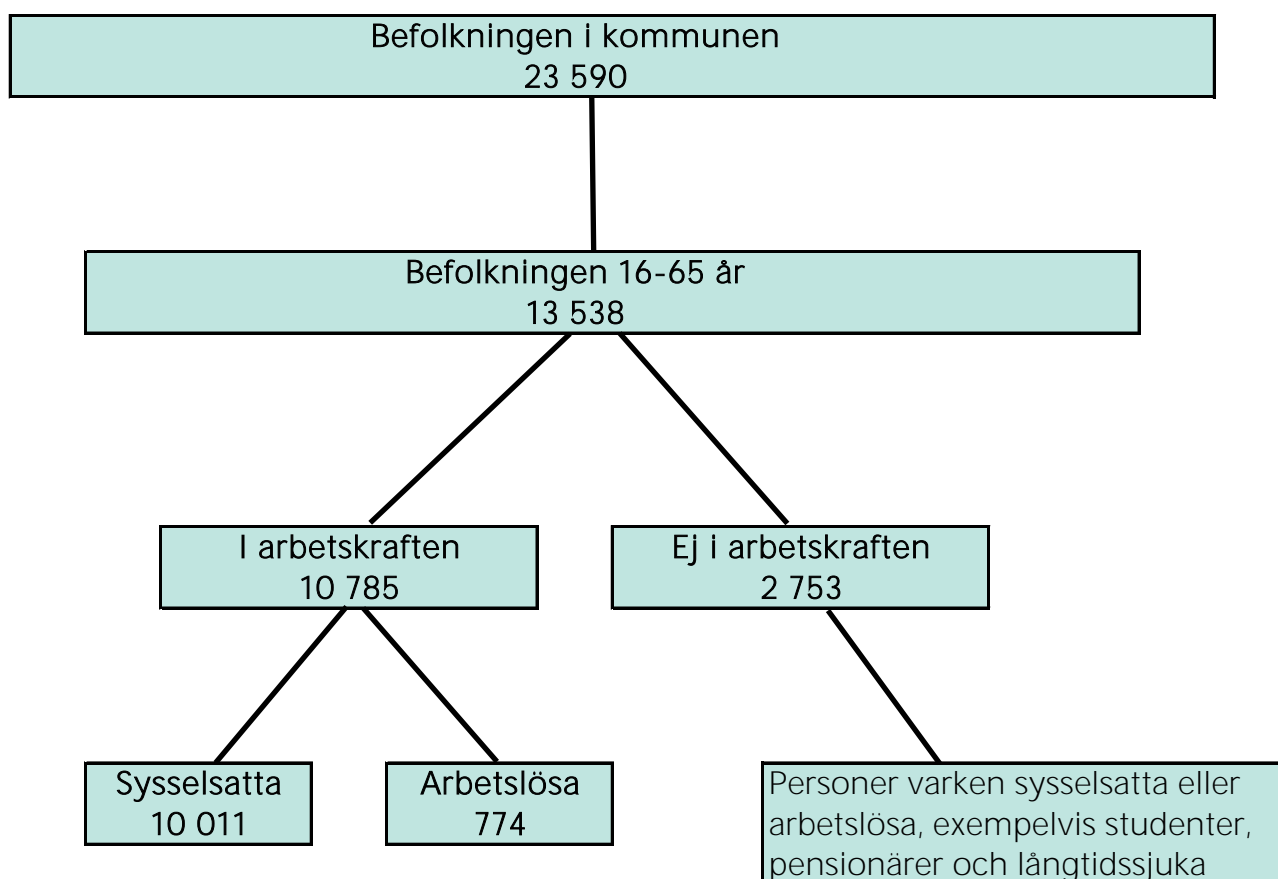 Befolkningen i kommunen
23 590
Befolkningen 16-65 år
13 538
I arbetskraften
10 785
Ej i arbetskraften
2 753
Sysselsatta
10 011
Arbetslösa
774
Personer varken sysselsatta eller
arbetslösa, exempelvis studenter,
pensionärer och långtidssjuka